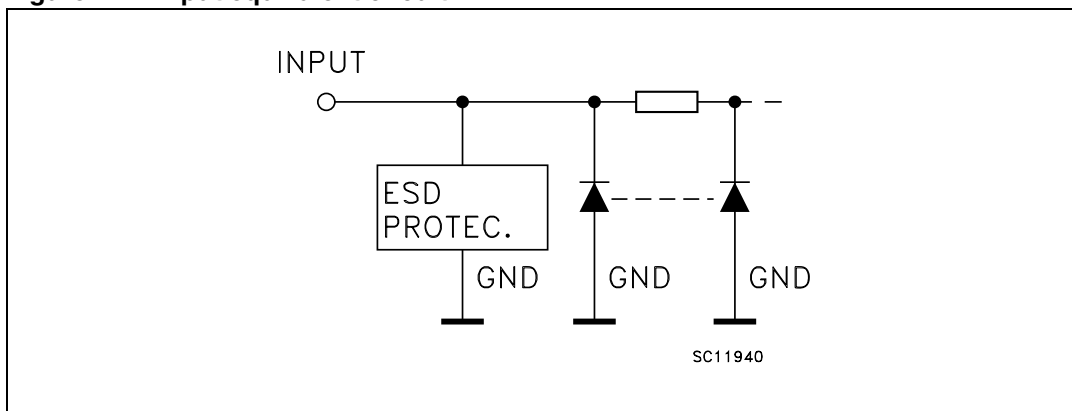 INPUT
ESD
PROTEC.
GND GND GND
SC11940